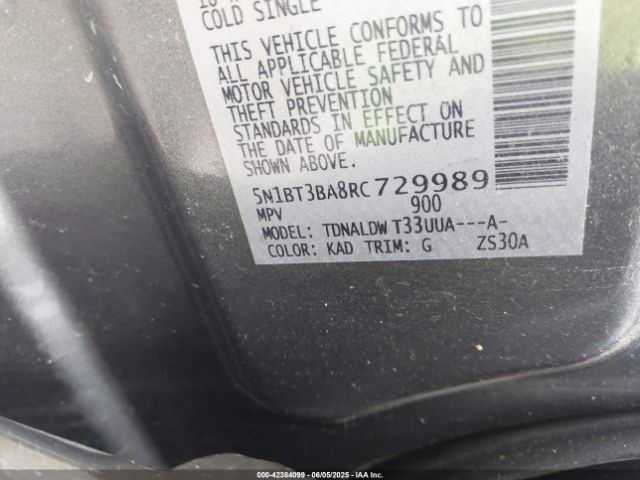 COLD SINGLE
THIS VEHICLE CONFORMS TO
ALL APPLICABLE FEDERAL
MOTOR VEHICLE SAFETY AND
THEFT PREVENTION
STANDARDS IN EFFECT ON
THE DATE OF MANUFACTURE
SHOWN ABOVE.
5N1BT3BA8RC729989
MPV 900
MODEL: TDNALDW T33UUA---A-
COLOR: KAD TRIM: G ZS30A
000-42384099 06/05/2025 - IAA Inc.